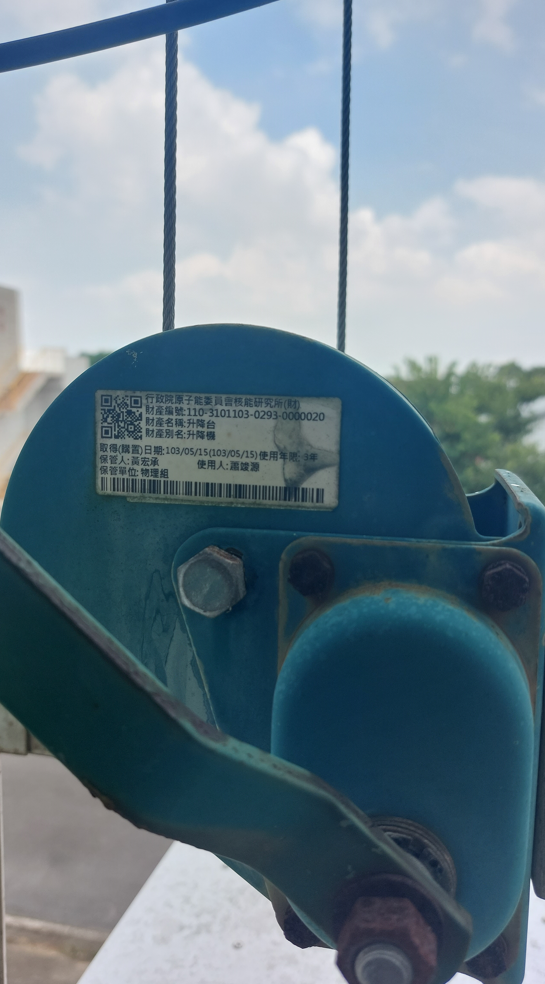 行政院原子能委員會核能研究所(財)
財產編號:110-3101103-0293-0000020
財產名稱:升降台
財產別名:升降機
取得(購置)日期:103/05/15(103/05/15)使用年限: 年
保管人:黃宏承 使用人:蕭竣源
保管單位:物理組